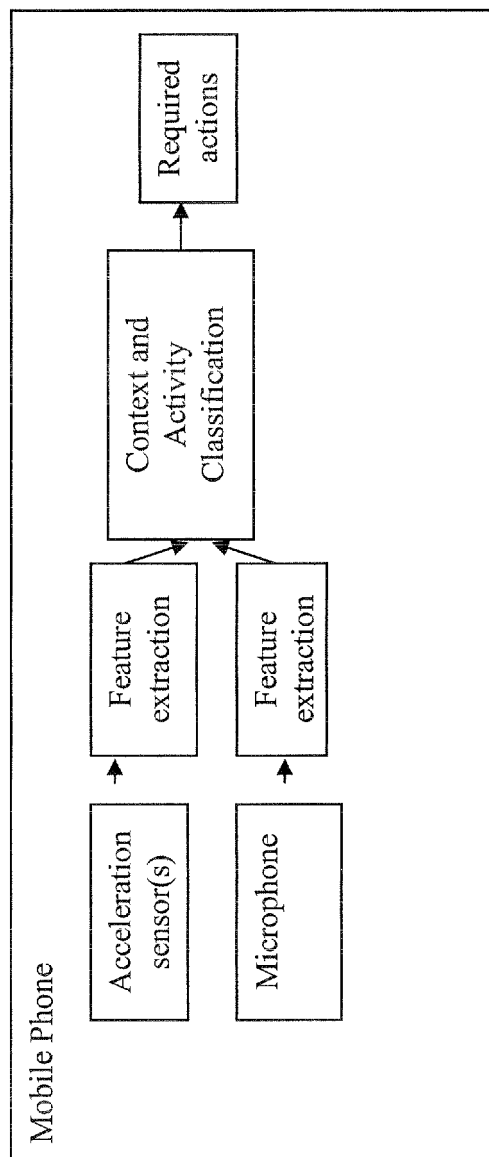 Mobile Phone
Acceleration
sensor(s)
Feature
extraction
Microphone
Feature
extraction
Context and
Activity
Classification
Required
actions